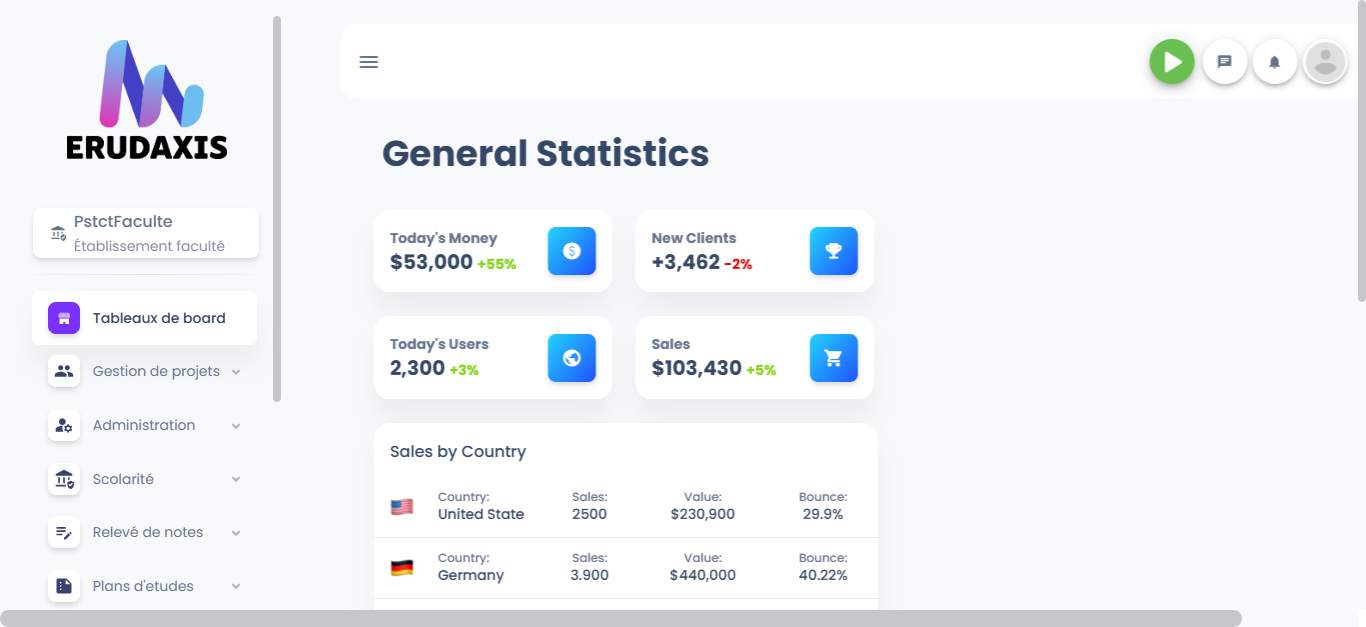 ERUDAXIS
PstctFaculte
Établissement faculté
Tableaux de board
Gestion de projets
Administration
Scolarité
Relevé de notes
Plans d'etudes
General Statistics
Today's Money
$53,000 +55%
New Clients
+3,462 -2%
Today's Users
2,300 +3%
Sales
$103,430 +5%
Sales by Country
Country: Sales: Value: Bounce:
United State 2500 $230,900 29.9%
Country: Sales: Value: Bounce:
Germany 3.900 $440,000 40.22%